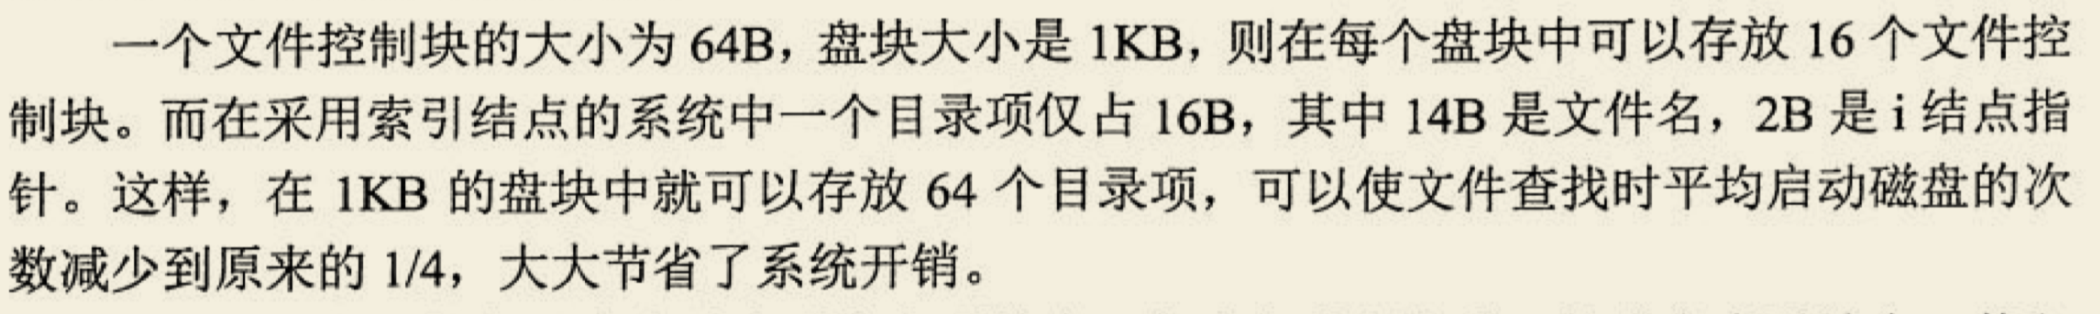 一个文件控制块的大小为 64B，盘块大小是 1KB，则在每个盘块中可以存放 16 个文件控
制块。而在采用索引结点的系统中一个目录项仅占 16B，其中 14B 是文件名，2B 是 i 结点指
针。这样，在 1KB 的盘块中就可以存放 64 个目录项，可以使文件查找时平均启动磁盘的次
数减少到原来的 1/4，大大节省了系统开销。